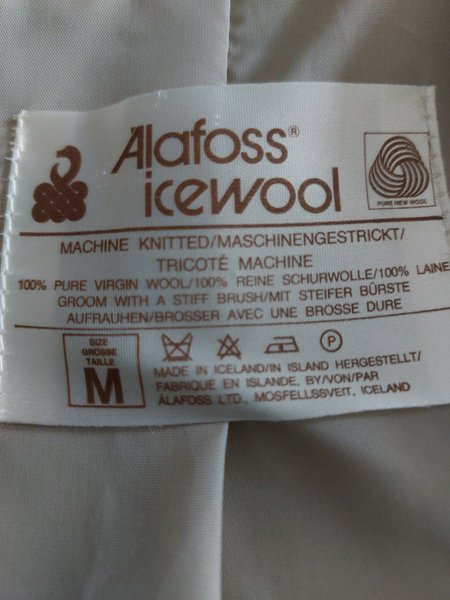 Álafoss®
icewool
PURE NEW WOOL
MACHINE KNITTED/MASCHINENGESTRICKT/
TRICOTÉ MACHINE
100% PURE VIRGIN WOOL/100% REINE SCHURWOLLE/100% LAINE
GROOM WITH A STIFF BRUSH/MIT STEIFER BÜRSTE
AUFRAUHEN/BROSSER AVEC UNE BROSSE DURE
SIZE
GRÖSSE
TAILLE
M
P
MADE IN ICELAND/IN ISLAND HERGESTELLT/
FABRIQUE EN ISLANDE, BY/VON/PAR
ÁLAFOSS LTD., MOSFELLSSVEIT, ICELAND